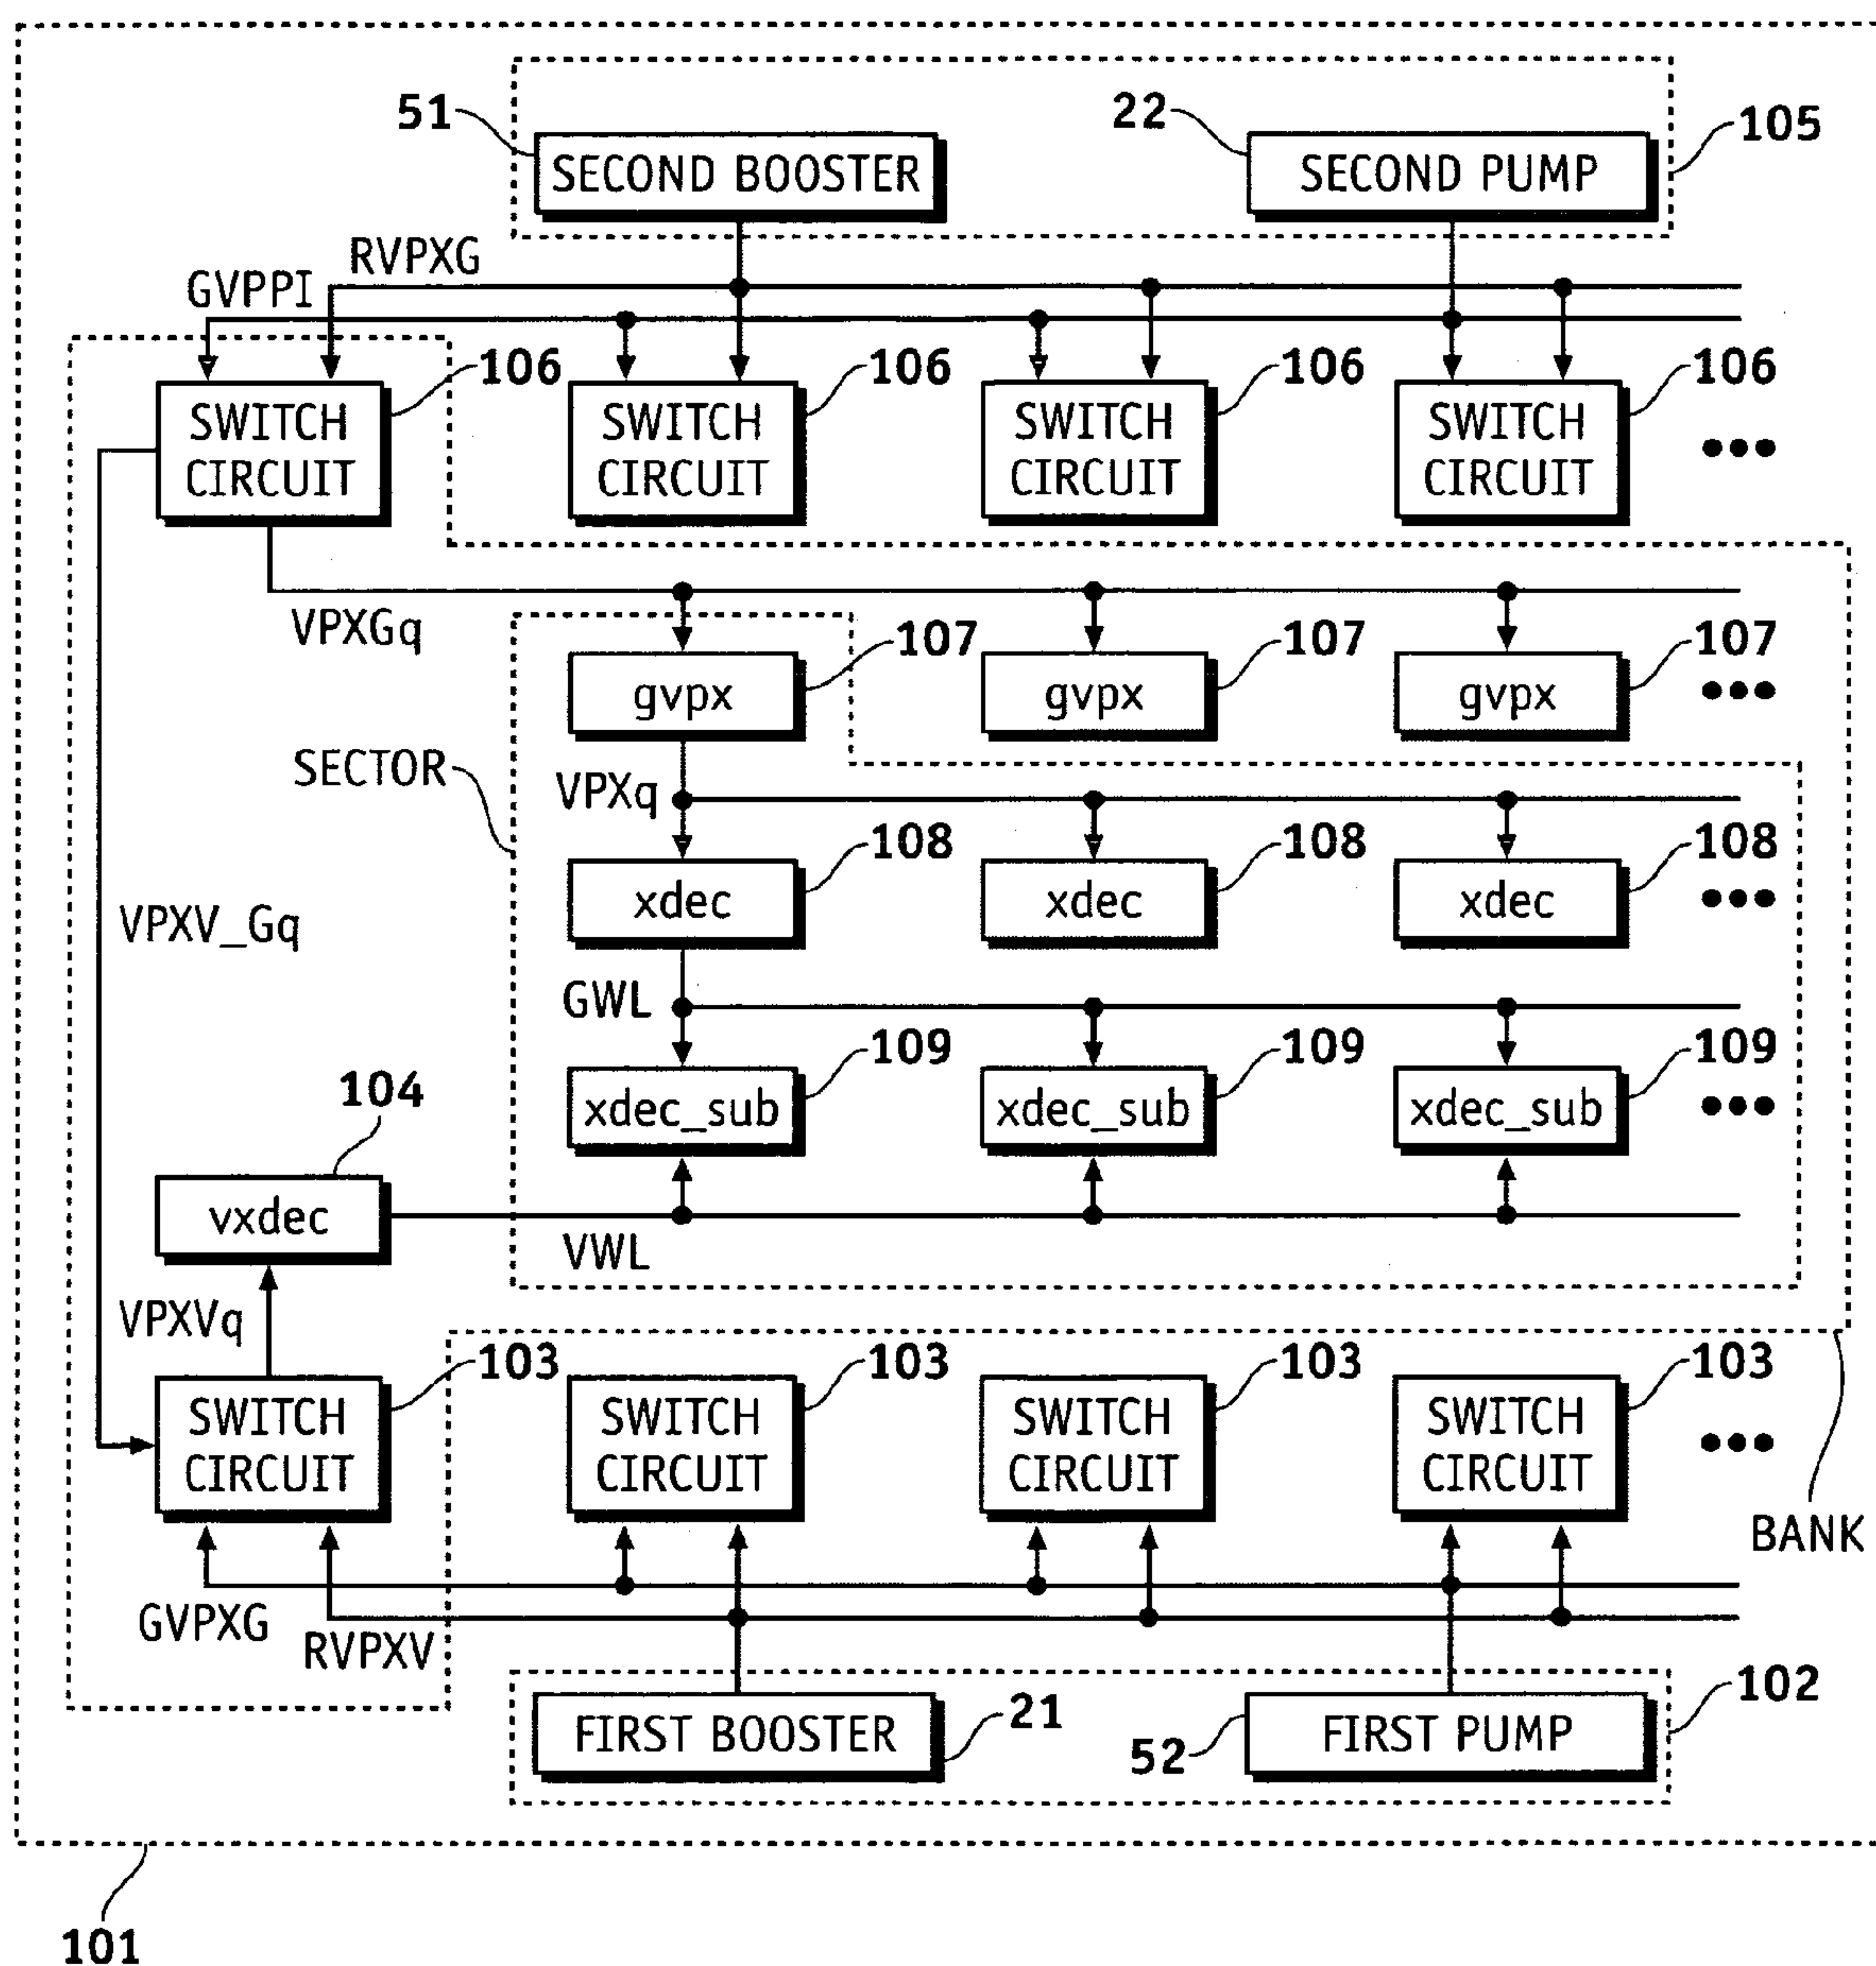 51
SECOND BOOSTER
22
SECOND PUMP
105
RVPXG
GVPPI
106
106
106
106
SWITCH
CIRCUIT
SWITCH
CIRCUIT
SWITCH
CIRCUIT
SWITCH
CIRCUIT
•••
VPXGq
107
107
107
gvpx
gvpx
gvpx
•••
SECTOR
VPXq
108
108
108
xdec
xdec
xdec
•••
VPXV_Gq
GWL
109
109
109
xdec_sub
xdec_sub
xdec_sub
•••
104
vxdec
VWL
VPXVq
103
103
103
103
SWITCH
CIRCUIT
SWITCH
CIRCUIT
SWITCH
CIRCUIT
SWITCH
CIRCUIT
•••
BANK
GVPXG
RVPXV
102
FIRST BOOSTER
21
52
FIRST PUMP
101